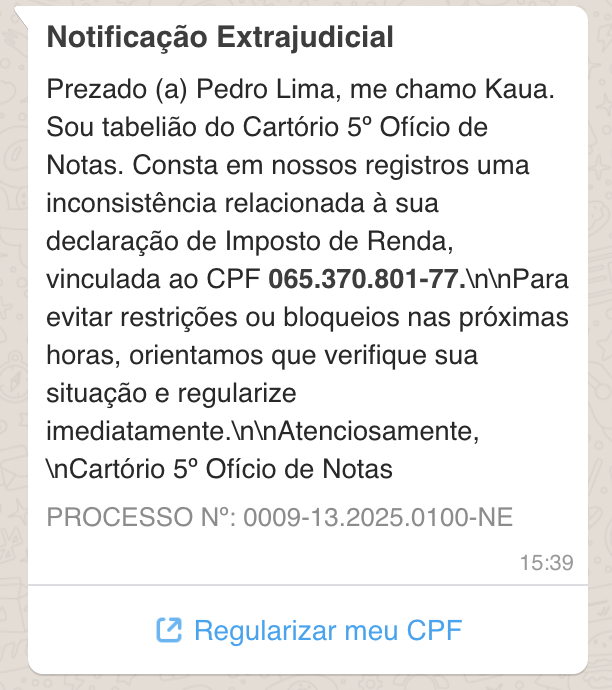 Notificação Extrajudicial
Prezado (a) Pedro Lima, me chamo Kaua.
Sou tabelião do Cartório 5º Ofício de
Notas. Consta em nossos registros uma
inconsistência relacionada à sua
declaração de Imposto de Renda,
vinculada ao CPF 065.370.801-77.\n\nPara
evitar restrições ou bloqueios nas próximas
horas, orientamos que verifique sua
situação e regularize
imediatamente.\n\nAtenciosamente,
\nCartório 5º Ofício de Notas
PROCESSO Nº: 0009-13.2025.0100-NE
15:39
Regularizar meu CPF